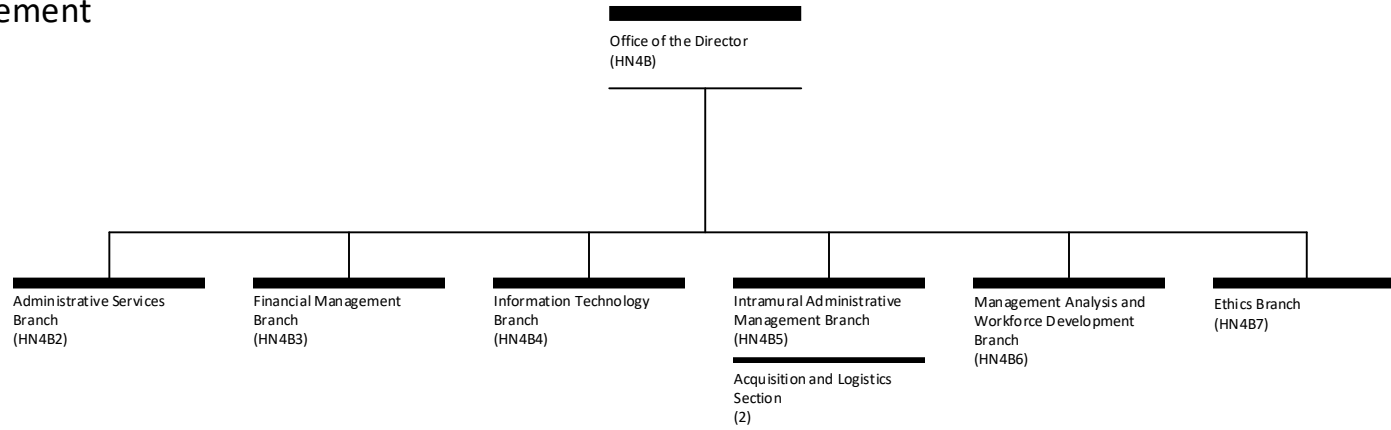 ement
Office of the Director
(HN4B)
Administrative Services
Branch
(HN4B2)
Financial Management
Branch
(HN4B3)
Information Technology
Branch
(HN4B4)
Intramural Administrative
Management Branch
(HN4B5)
Acquisition and Logistics
Section
(2)
Management Analysis and
Workforce Development
Branch
(HN4B6)
Ethics Branch
(HN4B7)